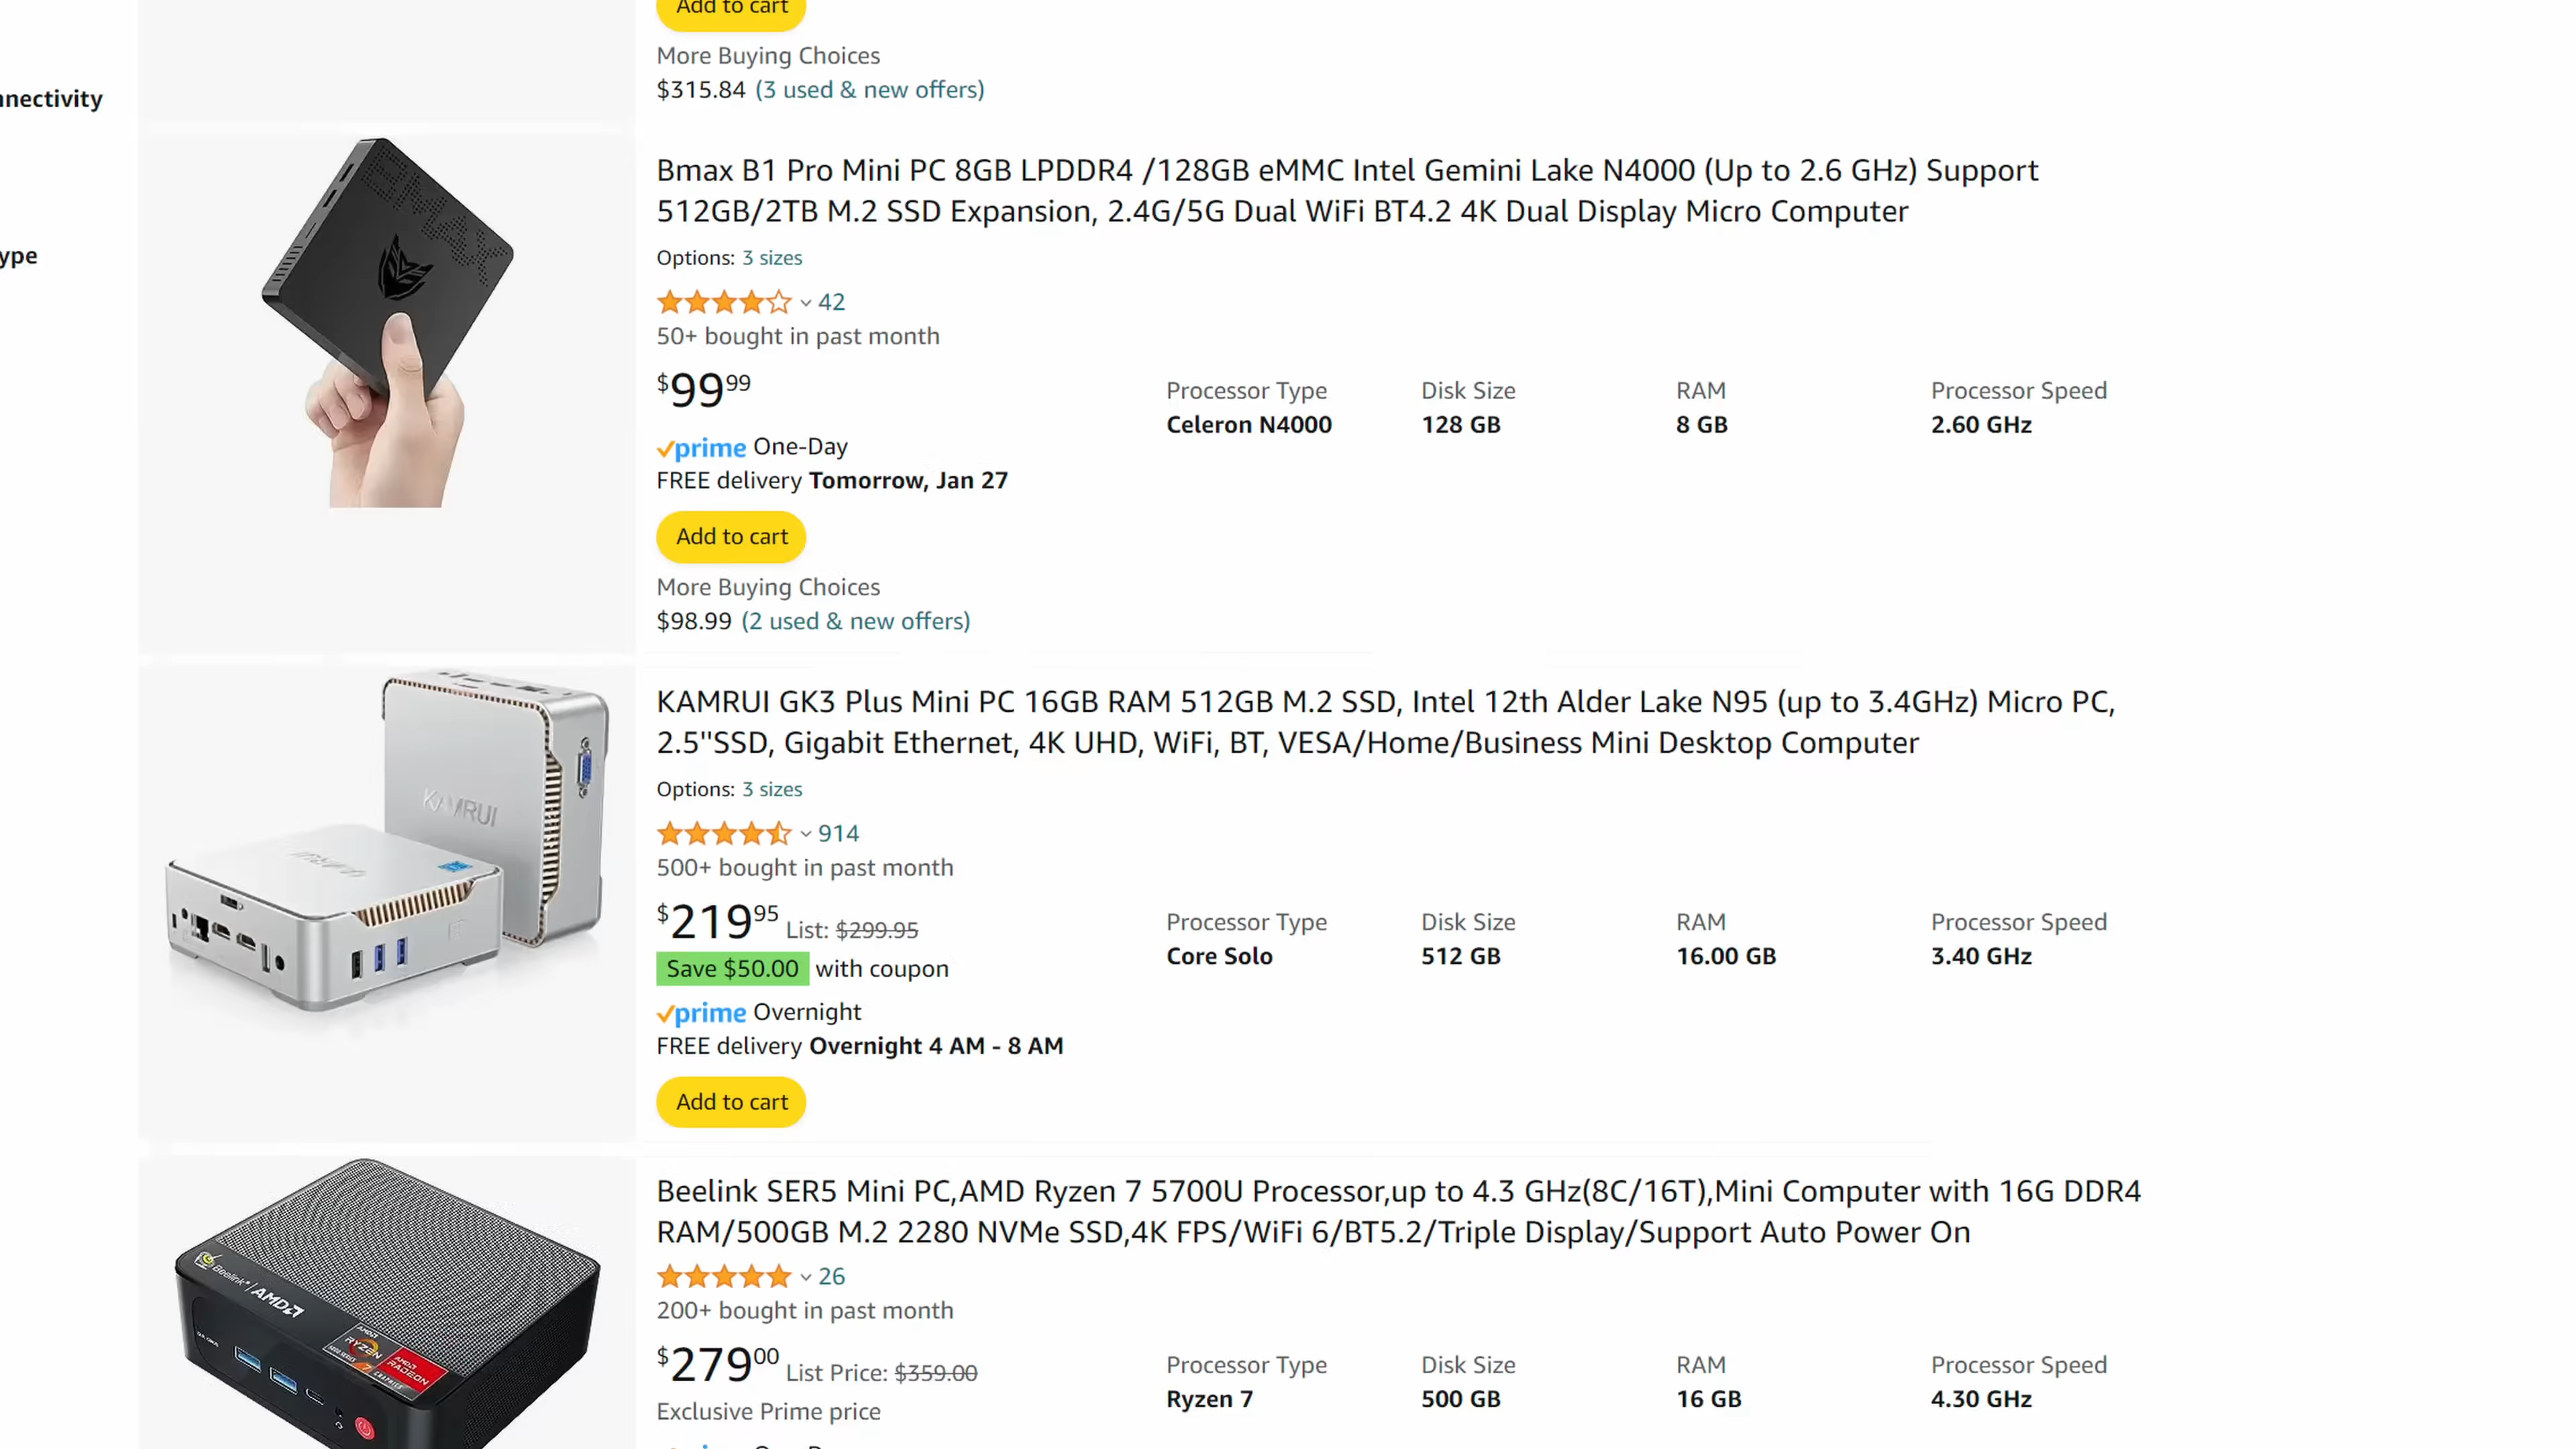 Add to cart
More Buying Choices
$315.84 (3 used & new offers)
nnectivity
ype
BMAX
Bmax B1 Pro Mini PC 8GB LPDDR4 /128GB eMMC Intel Gemini Lake N4000 (Up to 2.6 GHz) Support
512GB/2TB M.2 SSD Expansion, 2.4G/5G Dual WiFi BT4.2 4K Dual Display Micro Computer
Options: 3 sizes
42
50+ bought in past month
$99 99
Processor Type Disk Size RAM Processor Speed
Celeron N4000 128 GB 8 GB 2.60 GHz
prime One-Day
FREE delivery Tomorrow, Jan 27
Add to cart
More Buying Choices
$98.99 (2 used & new offers)
KAMRUI
KAMRUI
KAMRUI GK3 Plus Mini PC 16GB RAM 512GB M.2 SSD, Intel 12th Alder Lake N95 (up to 3.4GHz) Micro PC,
2.5"SSD, Gigabit Ethernet, 4K UHD, WiFi, BT, VESA/Home/Business Mini Desktop Computer
Options: 3 sizes
914
500+ bought in past month
$219 95 List: $299.95
Processor Type Disk Size RAM Processor Speed
Core Solo 512 GB 16.00 GB 3.40 GHz
Save $50.00 with coupon
prime Overnight
FREE delivery Overnight 4 AM - 8 AM
Add to cart
Beelink | AMD
AMD
RYZEN
7
AMD
RADEON
GRAPHICS
Beelink SER5 Mini PC,AMD Ryzen 7 5700U Processor,up to 4.3 GHz(8C/16T),Mini Computer with 16G DDR4
RAM/500GB M.2 2280 NVMe SSD,4K FPS/WiFi 6/BT5.2/Triple Display/Support Auto Power On
26
200+ bought in past month
$279 00 List Price: $359.00
Processor Type Disk Size RAM Processor Speed
Ryzen 7 500 GB 16 GB 4.30 GHz
Exclusive Prime price